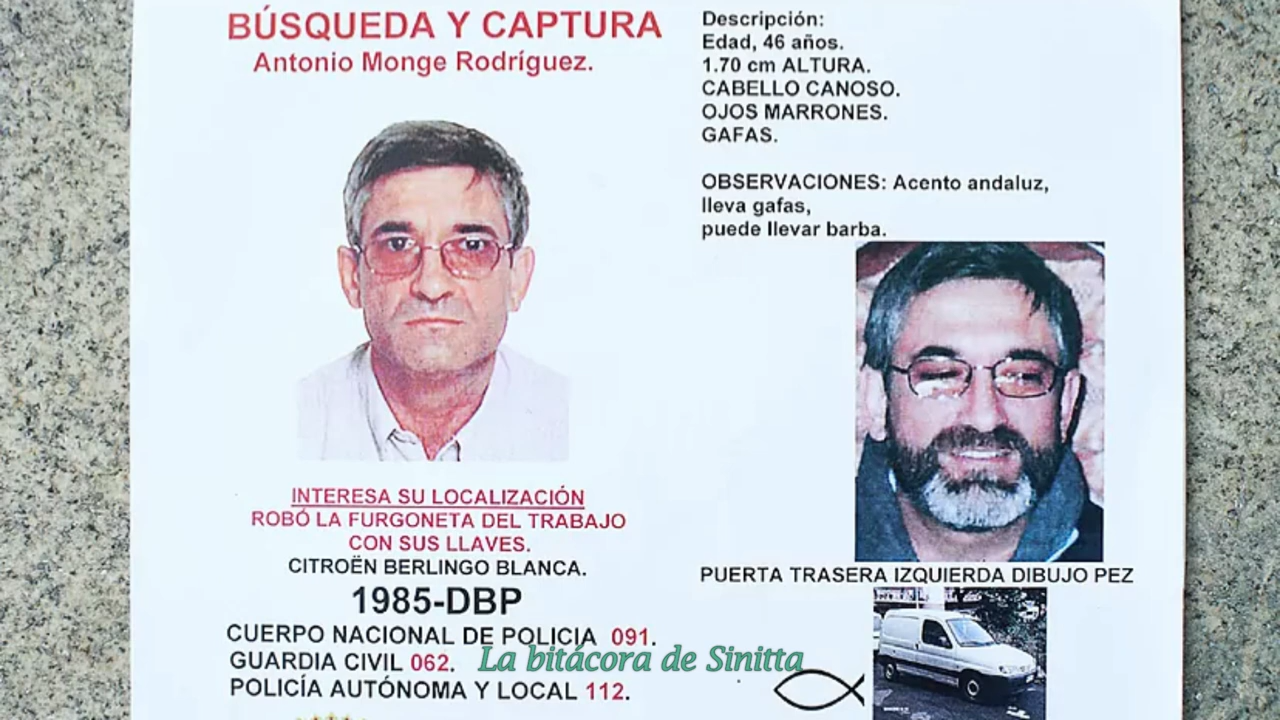 BÚSQUEDA Y CAPTURA
Antonio Monge Rodríguez.
INTERESA SU LOCALIZACIÓN
ROBÓ LA FURGONETA DEL TRABAJO
CON SUS LLAVES.
CITROËN BERLINGO BLANCA.
1985-DBP
CUERPO NACIONAL DE POLICIA 091.
GUARDIA CIVIL 062.
POLICÍA AUTÓNOMA Y LOCAL 112.
Descripción:
Edad, 46 años.
1.70 cm ALTURA.
CABELLO CANOSO.
OJOS MARRONES.
GAFAS.
OBSERVACIONES: Acento andaluz,
lleva gafas,
puede llevar barba.
PUERTA TRASERA IZQUIERDA DIBUJO PEZ
La bitácora de Sinitta